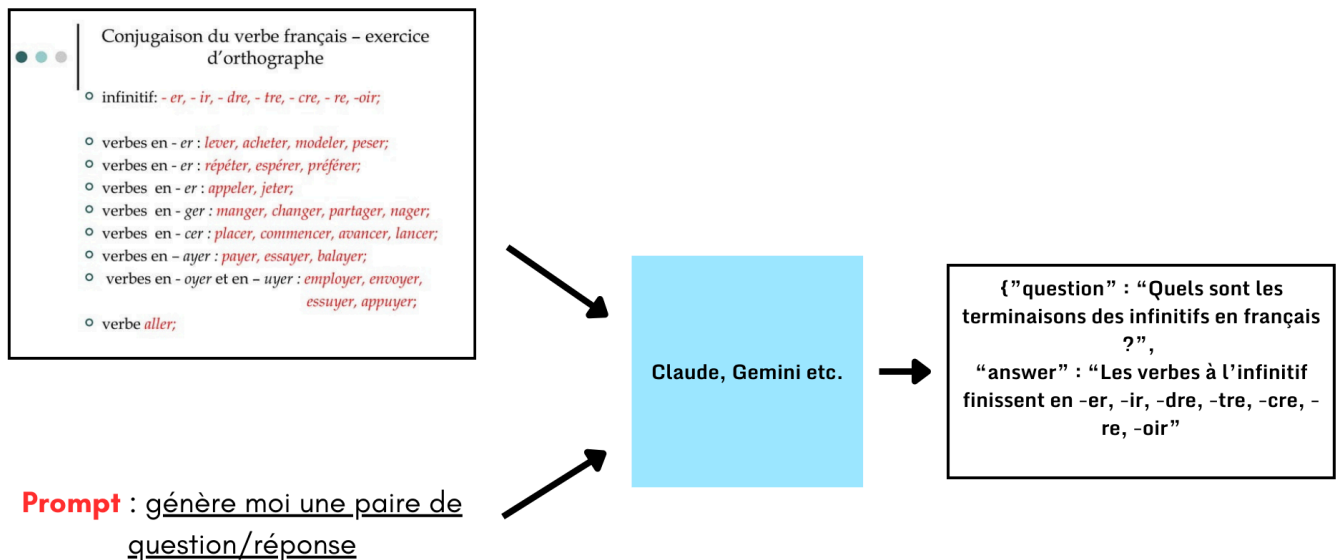 Conjugaison du verbe français – exercice
d'orthographe
infinitif: - er, - ir, - dre, - tre, - cre, - re, -oir;
verbes en - er : lever, acheter, modeler, peser;
verbes en - er : répéter, espérer, préférer;
verbes en - er : appeler, jeter;
verbes en - ger : manger, changer, partager, nager;
verbes en - cer : placer, commencer, avancer, lancer;
verbes en – ayer : payer, essayer, balayer;
verbes en - oyer et en – uyer : employer, envoyer,
essuyer, appuyer;
verbe aller;
Prompt : génère moi une paire de
question/réponse
Claude, Gemini etc.
{”question” : “Quels sont les
terminaisons des infinitifs en français
?”,
“answer” : “Les verbes à l’infinitif
finissent en -er, -ir, -dre, -tre, -cre, -
re, -oir”